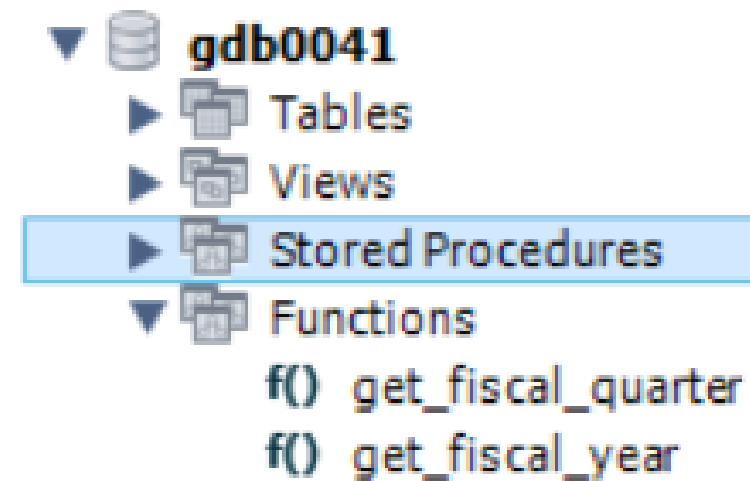 gdb0041
Tables
Views
Stored Procedures
Functions
f() get_fiscal_quarter
f() get_fiscal_year